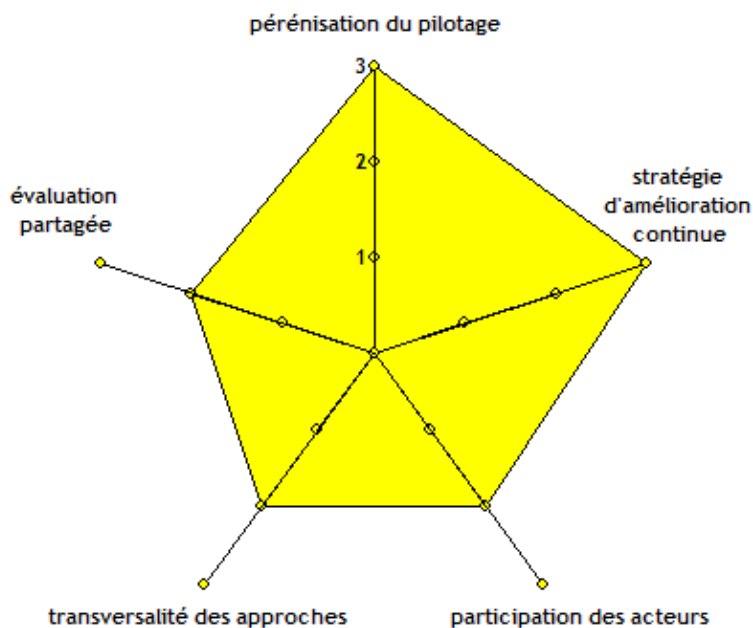 pérénisation du pilotage
3
2
1
stratégie
d'amélioration
continue
évaluation
partagée
transversalité des approches
participation des acteurs